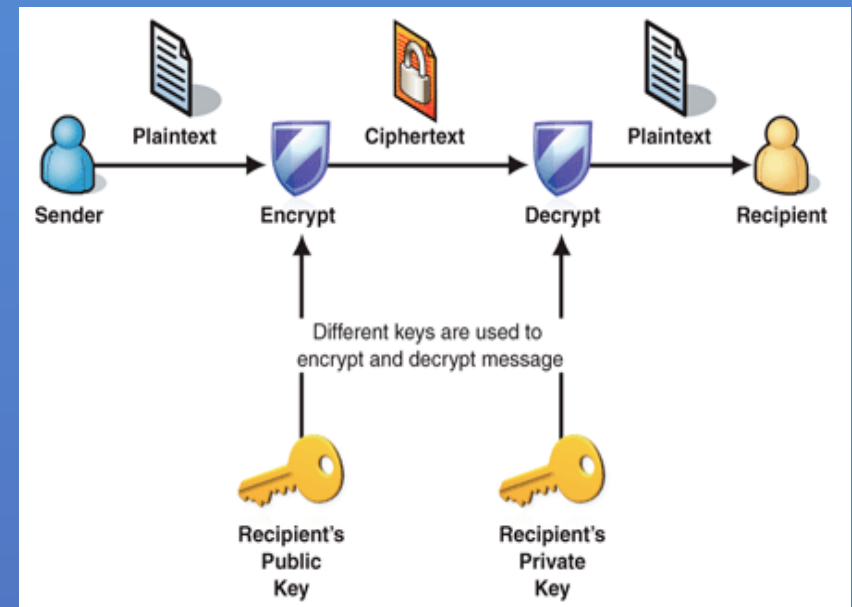 Plaintext
Ciphertext
Plaintext
Sender
Encrypt
Decrypt
Recipient
Different keys are used to
encrypt and decrypt message
Recipient's
Public
Key
Recipient's
Private
Key